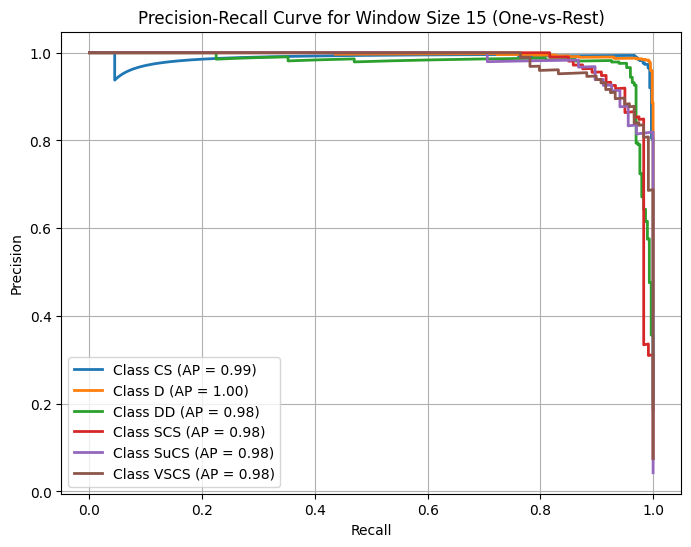 Precision-Recall Curve for Window Size 15 (One-vs-Rest)
Precision
1.0
0.8
0.6
0.4
0.2
0.0
Class CS (AP = 0.99)
Class D (AP = 1.00)
Class DD (AP = 0.98)
Class SCS (AP = 0.98)
Class SuCS (AP = 0.98)
Class VSCS (AP = 0.98)
0.0 0.2 0.4 0.6 0.8 1.0
Recall